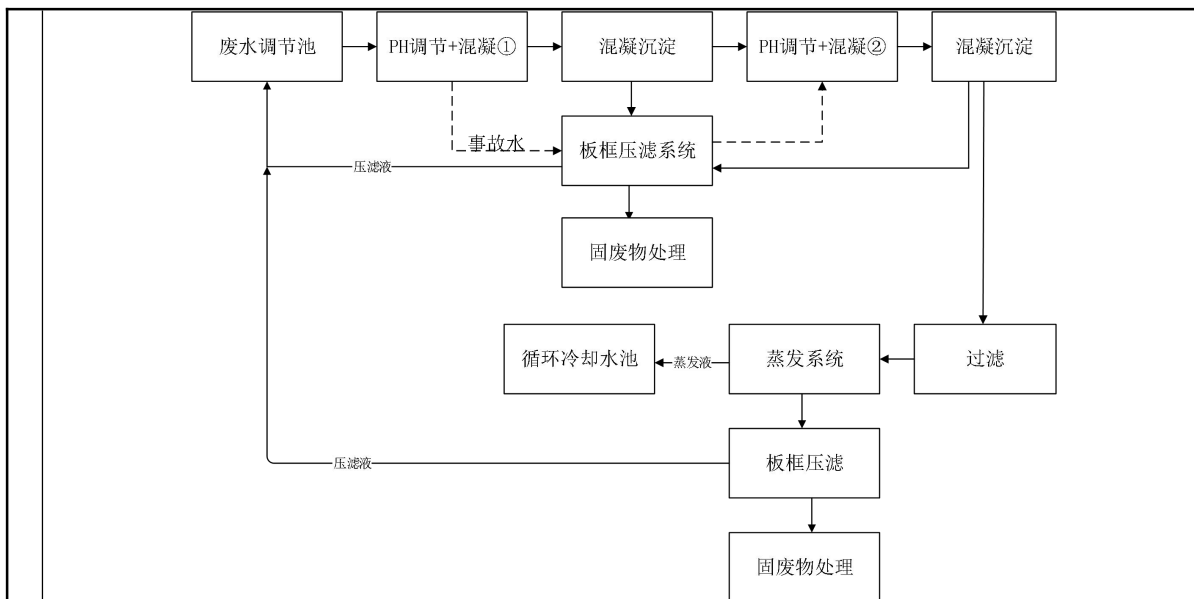 废水调节池
PH调节+混凝①
混凝沉淀
PH调节+混凝②
混凝沉淀
事故水
板框压滤系统
压滤液
固废物处理
循环冷却水池
蒸发液
蒸发系统
过滤
板框压滤
压滤液
固废物处理